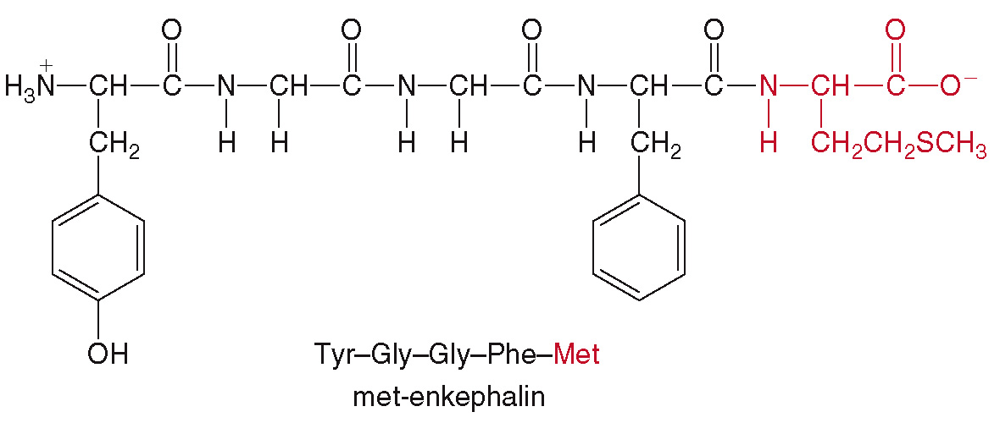 O O O O O
H₃N⁺—CH—C—N—CH—C—N—CH—C—N—CH—C—N—CH—C—O⁻
CH₂ H H H H H CH₂ H CH₂CH₂SCH₃
OH
Tyr–Gly–Gly–Phe–Met
met-enkephalin